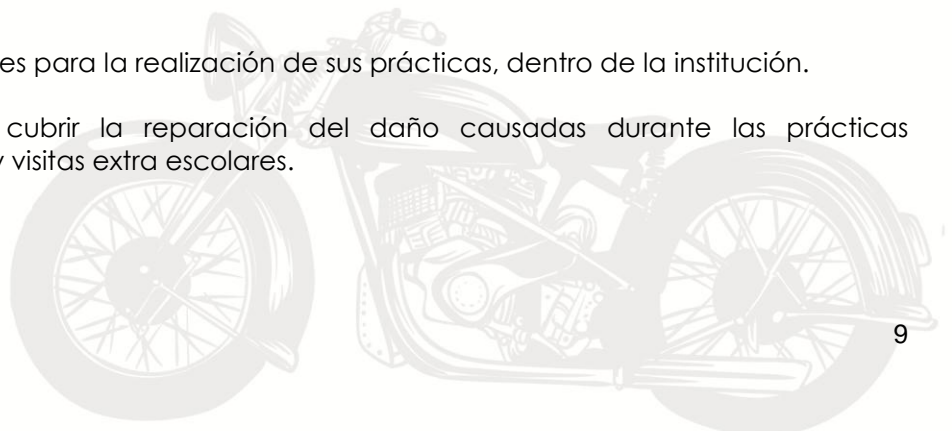 es para la realización de sus prácticas, dentro de la institución.
cubrir la reparación del daño causadas durante las prácticas
y visitas extra escolares.
9